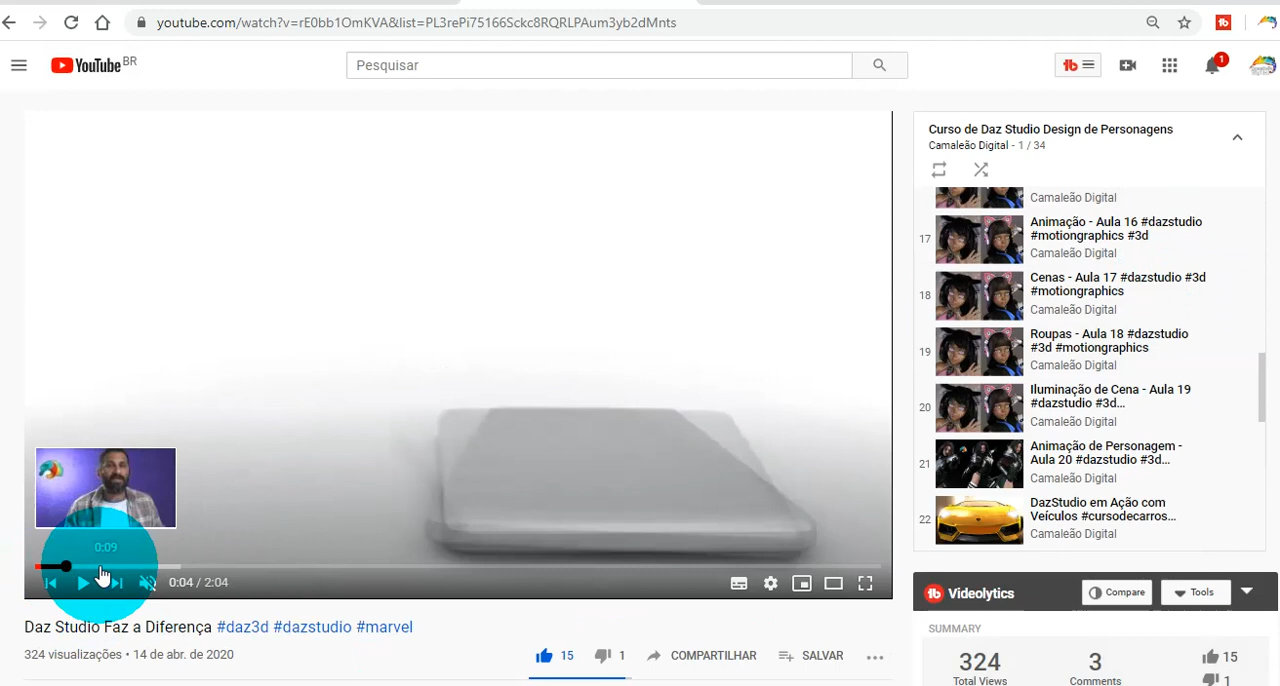 youtube.com/watch?v=rE0bb1OmKVA&list=PL3rePi75166Sckc8RQRLPAum3yb2dMnts
YouTube BR
Pesquisar
1
Curso de Daz Studio Design de Personagens
Camaleão Digital - 1 / 34
Camaleão Digital
17
Animação - Aula 16 #dazstudio
#motiongraphics #3d
Camaleão Digital
18
Cenas - Aula 17 #dazstudio #3d
#motiongraphics
Camaleão Digital
19
Roupas - Aula 18 #dazstudio
#3d #motiongraphics
Camaleão Digital
20
Iluminação de Cena - Aula 19
#dazstudio #3d...
Camaleão Digital
21
Animação de Personagem -
Aula 20 #dazstudio #3d...
Camaleão Digital
22
DazStudio em Ação com
Veículos #cursodecarros...
Camaleão Digital
0:09
0:04 / 2:04
Daz Studio Faz a Diferença #daz3d #dazstudio #marvel
324 visualizações • 14 de abr. de 2020
15
1
COMPARTILHAR
SALVAR
Videolytics
Compare
Tools
SUMMARY
324
Total Views
3
Comments
15
1